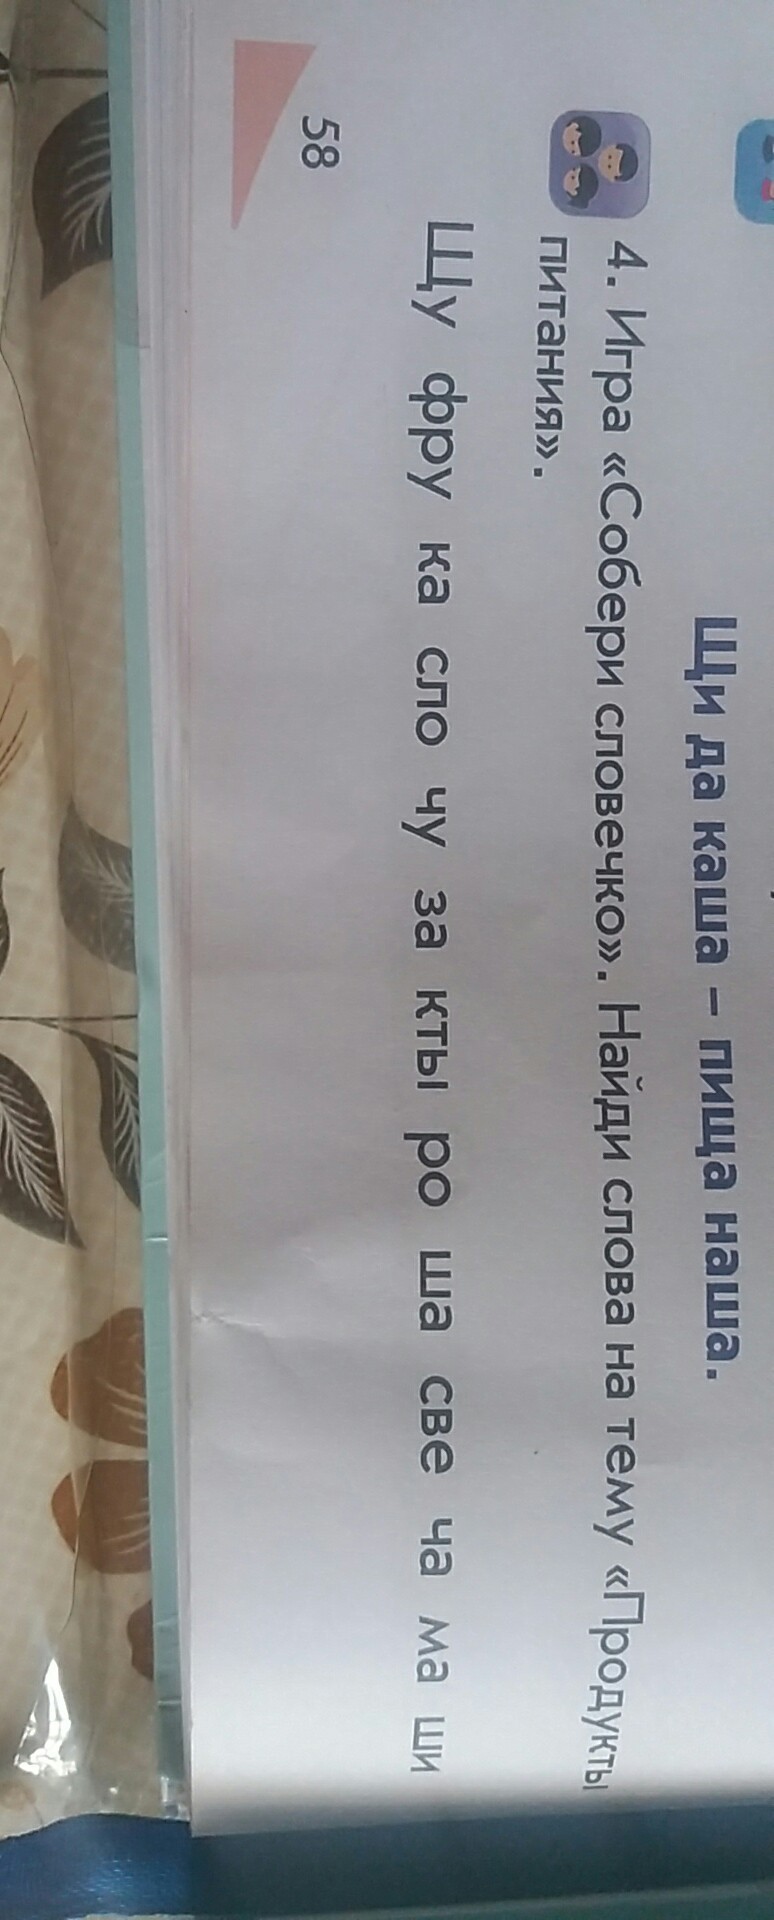 Щи да каша – пища наша.
4. Игра «Собери словечко». Найди слова на тему «Продукты
питания».
Щу фру ка сло чу за кты ро ша све ча ма ши
58